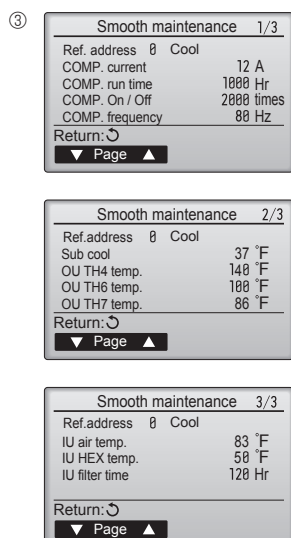 ③
Smooth maintenance 1/3
Ref. address 0 Cool
COMP. current 12 A
COMP. run time 1000 Hr
COMP. On / Off 2000 times
COMP. frequency 80 Hz
Return:
▼ Page ▲
Smooth maintenance 2/3
Ref.address 0 Cool
Sub cool 37 °F
OU TH4 temp. 140 °F
OU TH6 temp. 100 °F
OU TH7 temp. 86 °F
Return:
▼ Page ▲
Smooth maintenance 3/3
Ref.address 0 Cool
IU air temp. 83 °F
IU HEX temp. 50 °F
IU filter time 120 Hr
Return:
▼ Page ▲